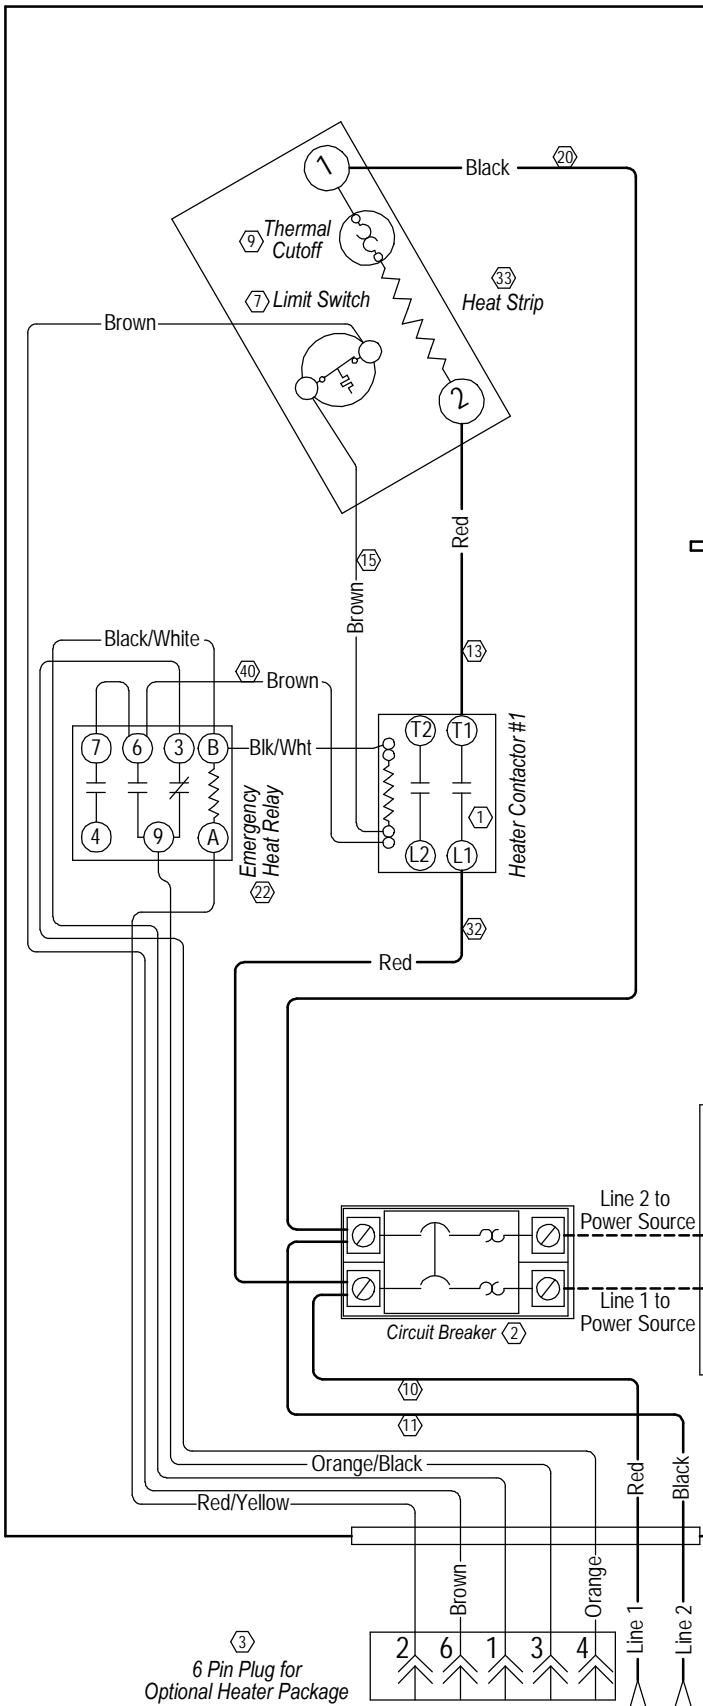 1
Black
20
9
Thermal
Cutoff
33
Heat Strip
7
Limit Switch
Brown
2
Red
15
Brown
13
Black/White
40
Brown
7
6
3
B
Blk/Wht
T2
T1
Heater Contactor #1
1
4
9
A
Emergency
Heat Relay
22
L2
L1
32
Red
Line 2 to
Power Source
Line 1 to
Power Source
Circuit Breaker
2
10
11
Orange/Black
Red
Black
Red/Yellow
Brown
Orange
Line 1
Line 2
3
6 Pin Plug for
Optional Heater Package
2
6
1
3
4